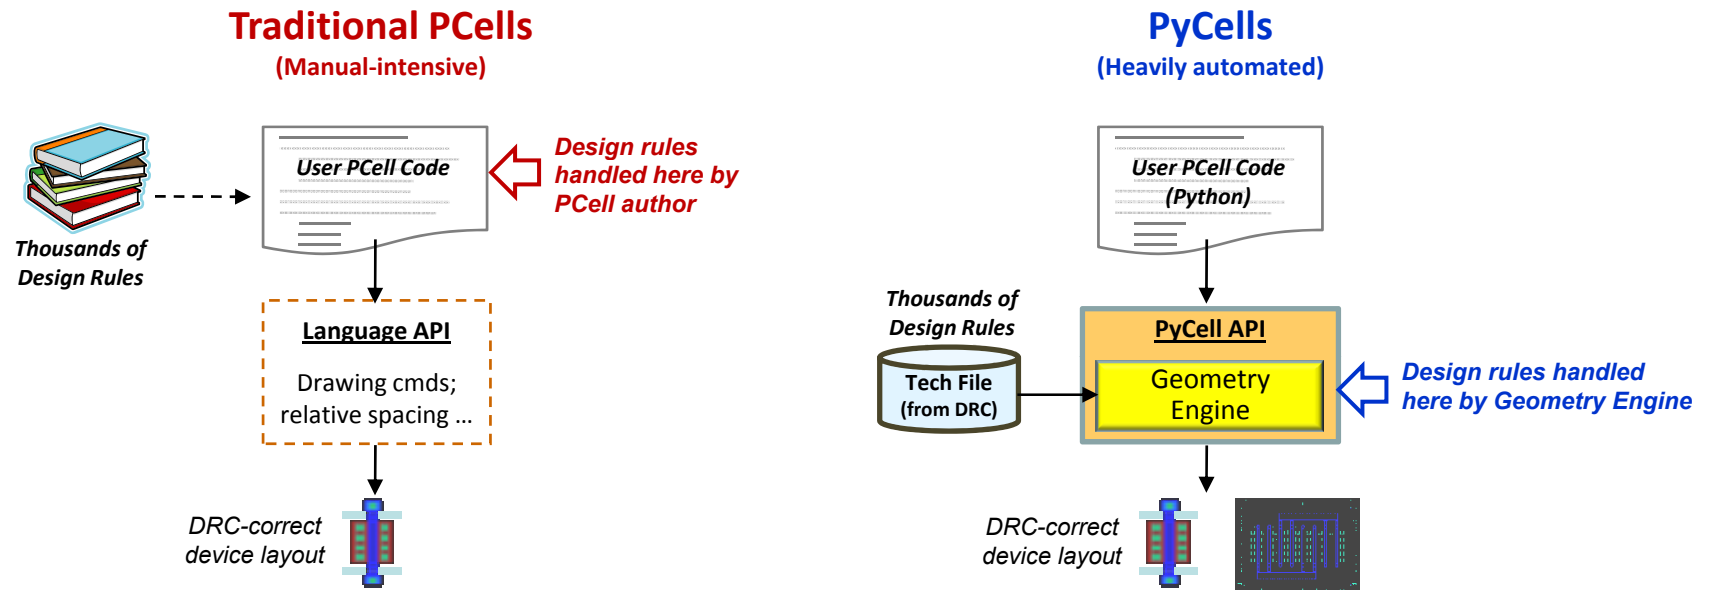 Traditional PCells
(Manual-intensive)
User PCell Code
Design rules
handled here by
PCell author
Thousands of
Design Rules
Language API
Drawing cmds;
relative spacing ...
DRC-correct
device layout
PyCells
(Heavily automated)
User PCell Code
(Python)
Thousands of
Design Rules
Tech File
(from DRC)
PyCell API
Geometry
Engine
Design rules handled
here by Geometry Engine
DRC-correct
device layout